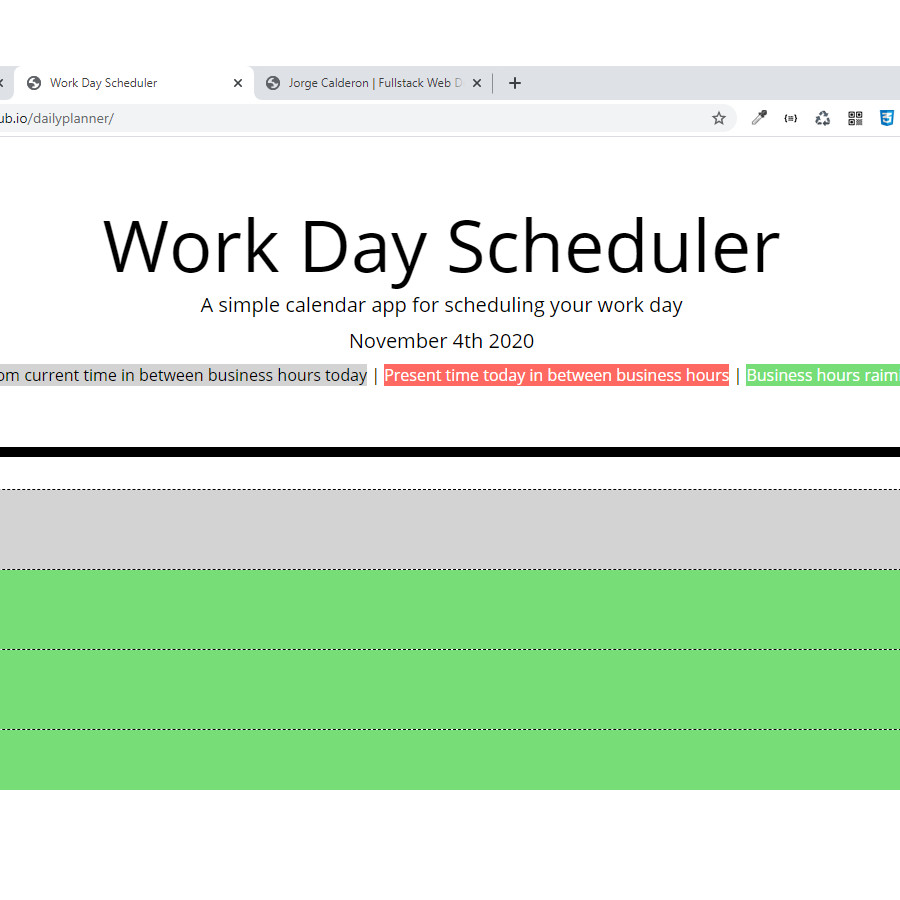 Work Day Scheduler
Jorge Calderon | Fullstack Web D
ub.io/dailyplanner/
Work Day Scheduler
A simple calendar app for scheduling your work day
November 4th 2020
om current time in between business hours today | Present time today in between business hours | Business hours raim